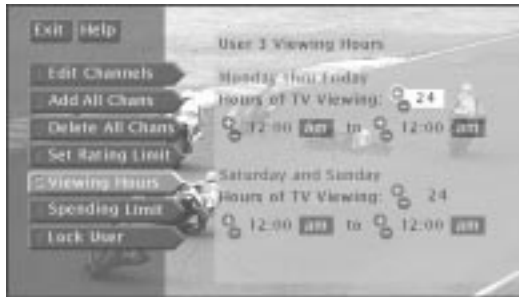 Exit Help
User 3 Viewing Hours
Edit Channels
Add All Chans
Delete All Chans
Set Rating Limit
Viewing Hours
Spending Limit
Lock User
Monday thru Friday
Hours of TV Viewing: 24
12:00 am to 12:00 am
Saturday and Sunday
Hours of TV Viewing: 24
12:00 am to 12:00 am